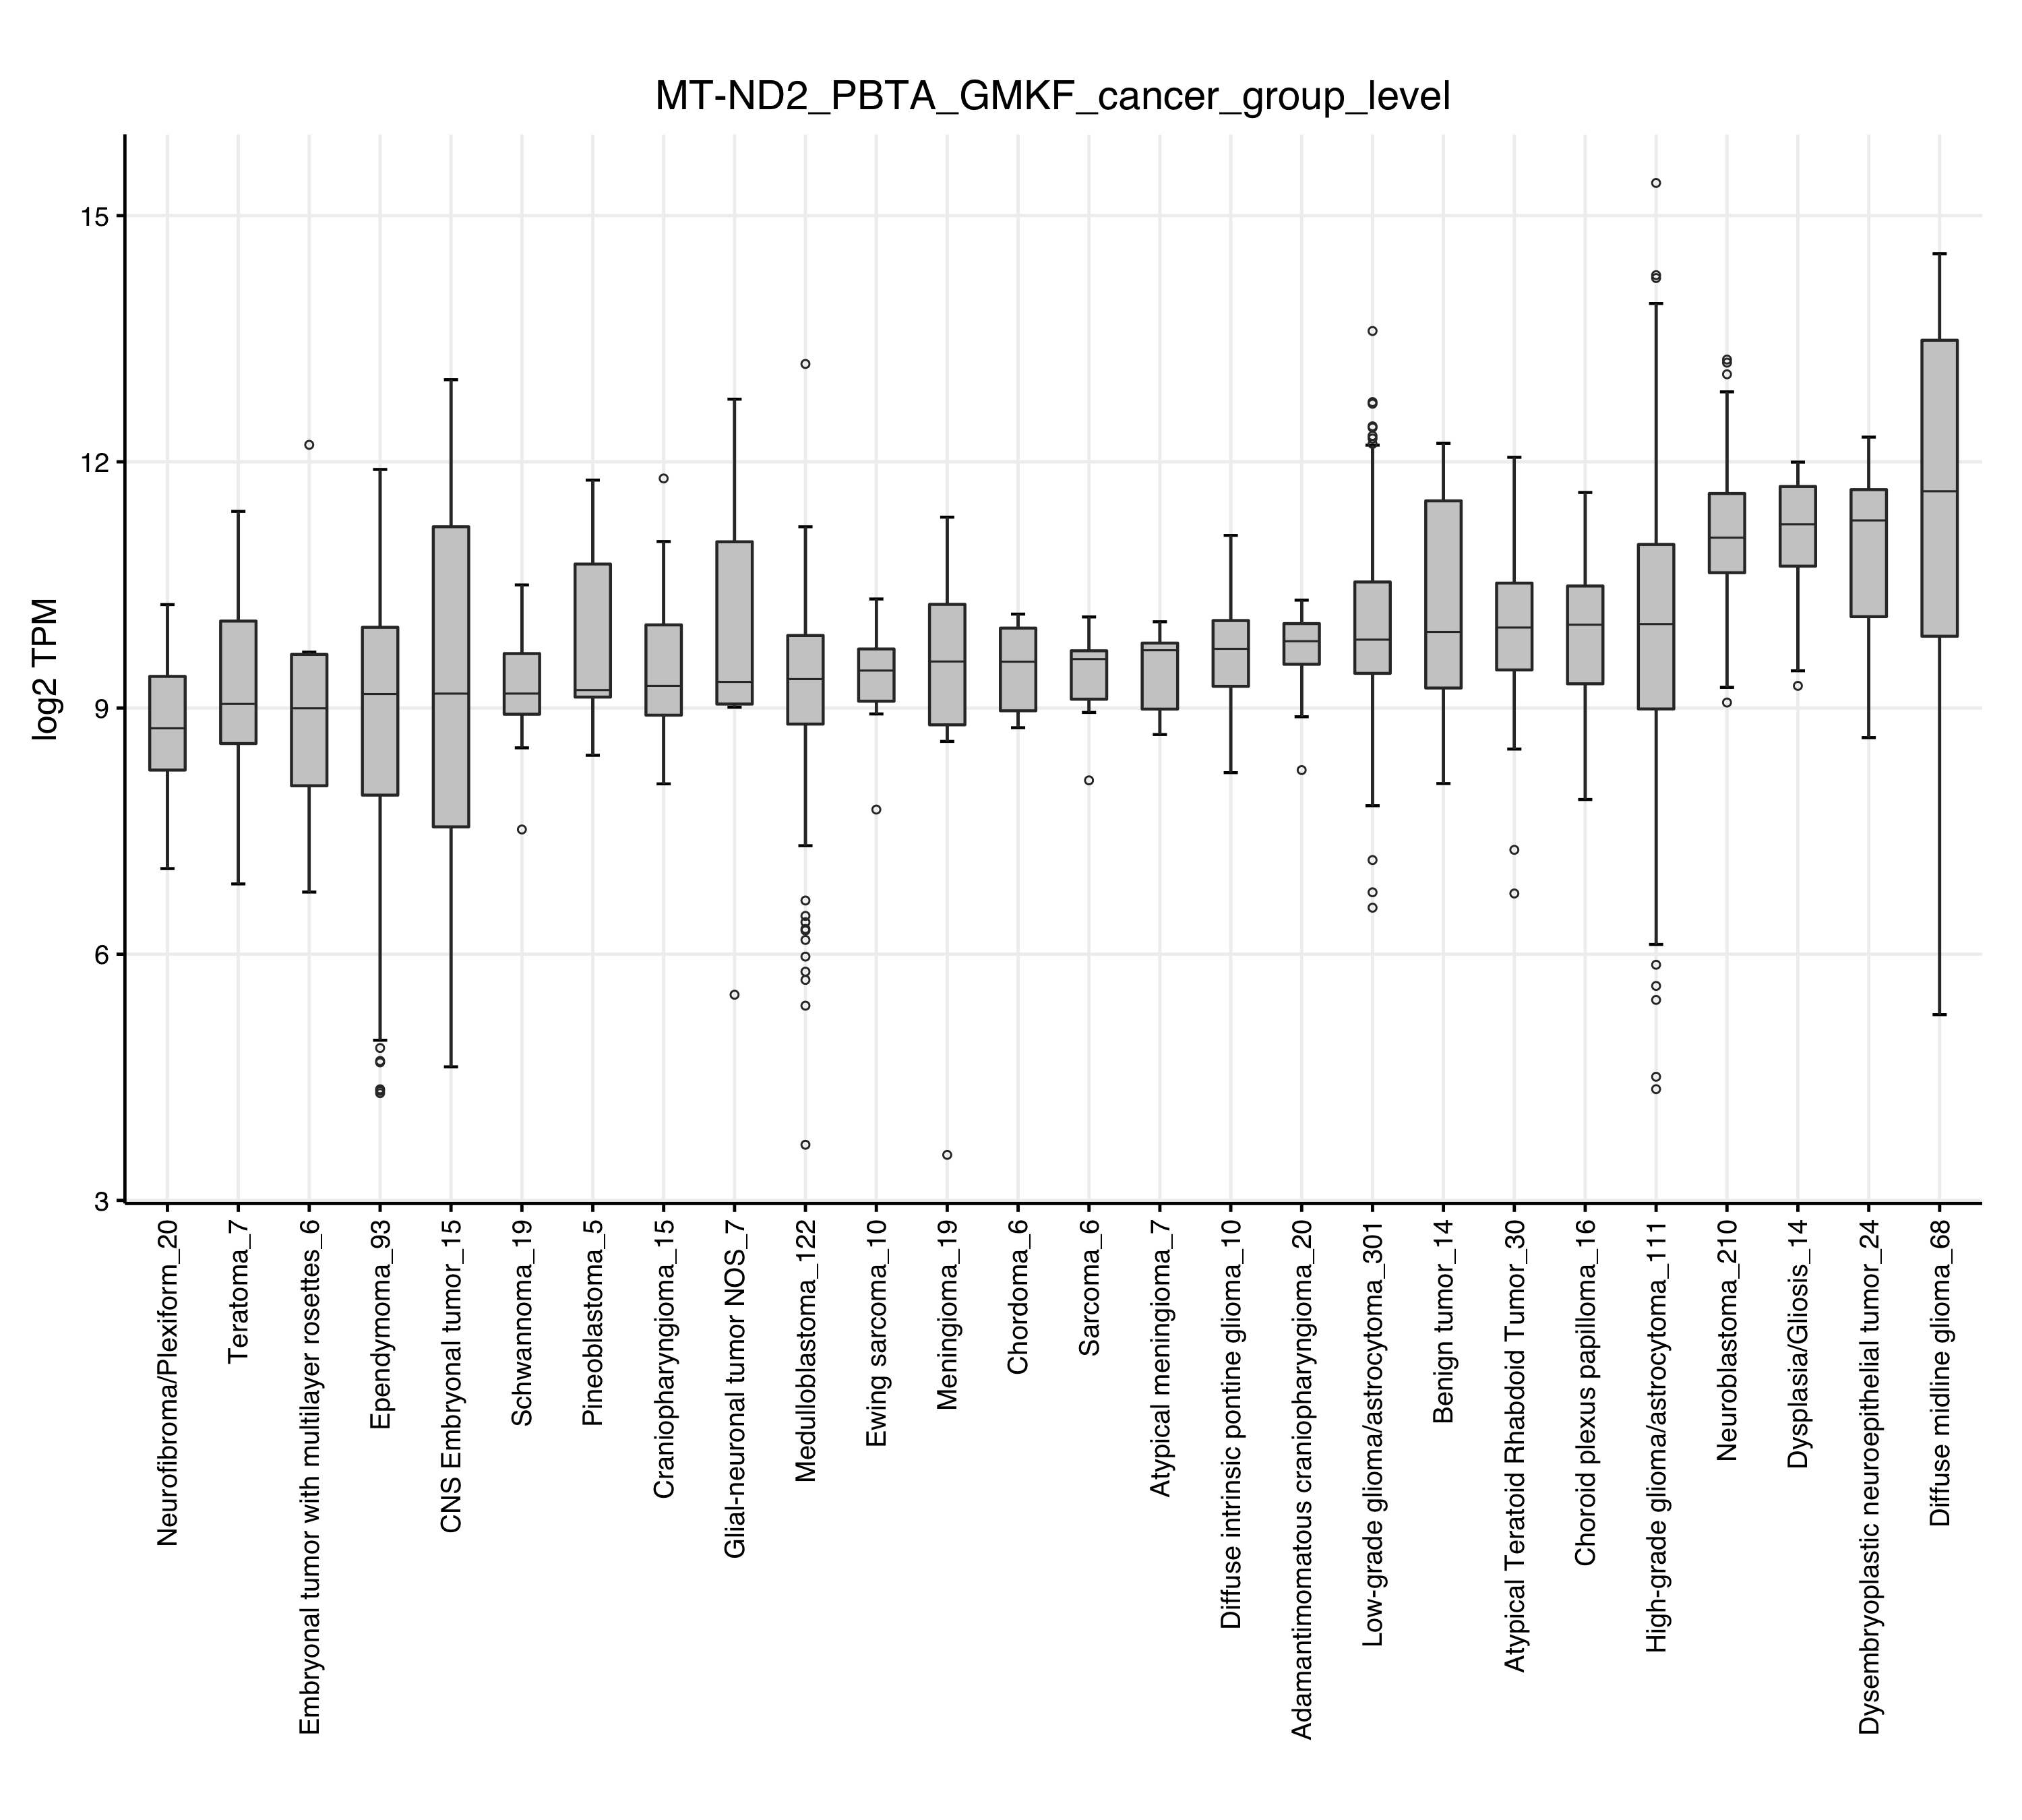 MT-ND2_PBTA_GMKF_cancer_group_level
log2 TPM
15
12
9
6
3
Neurofibroma/Plexiform_20
Teratoma_7
Embryonal tumor with multilayer rosettes_6
Ependymoma_93
CNS Embryonal tumor_15
Schwannoma_19
Pineoblastoma_5
Craniopharyngioma_15
Glial-neuronal tumor NOS_7
Medulloblastoma_122
Ewing sarcoma_10
Meningioma_19
Chordoma_6
Sarcoma_6
Atypical meningioma_7
Diffuse intrinsic pontine glioma_10
Adamantimomatous craniopharyngioma_20
Low-grade glioma/astrocytoma_301
Benign tumor_14
Atypical Teratoid Rhabdoid Tumor_30
Choroid plexus papilloma_16
High-grade glioma/astrocytoma_111
Neuroblastoma_210
Dysplasia/Gliosis_14
Dysembryoplastic neuroepithelial tumor_24
Diffuse midline glioma_68